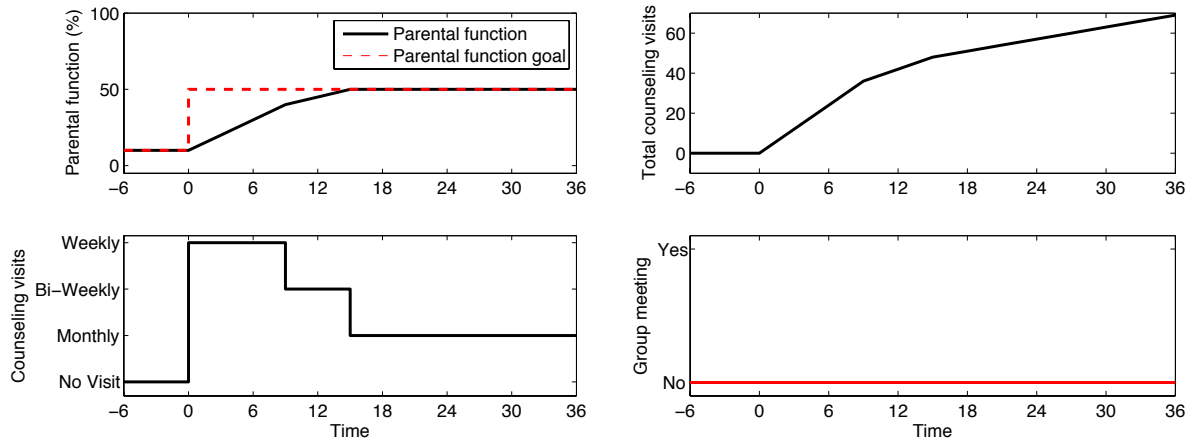 Parental function (%)
100
50
0
Parental function
Parental function goal
−6 0 6 12 18 24 30 36
Total counseling visits
60
40
20
0
−6 0 6 12 18 24 30 36
Counseling visits
Weekly
Bi−Weekly
Monthly
No Visit
−6 0 6 12 18 24 30 36
Time
Group meeting
Yes
No
−6 0 6 12 18 24 30 36
Time